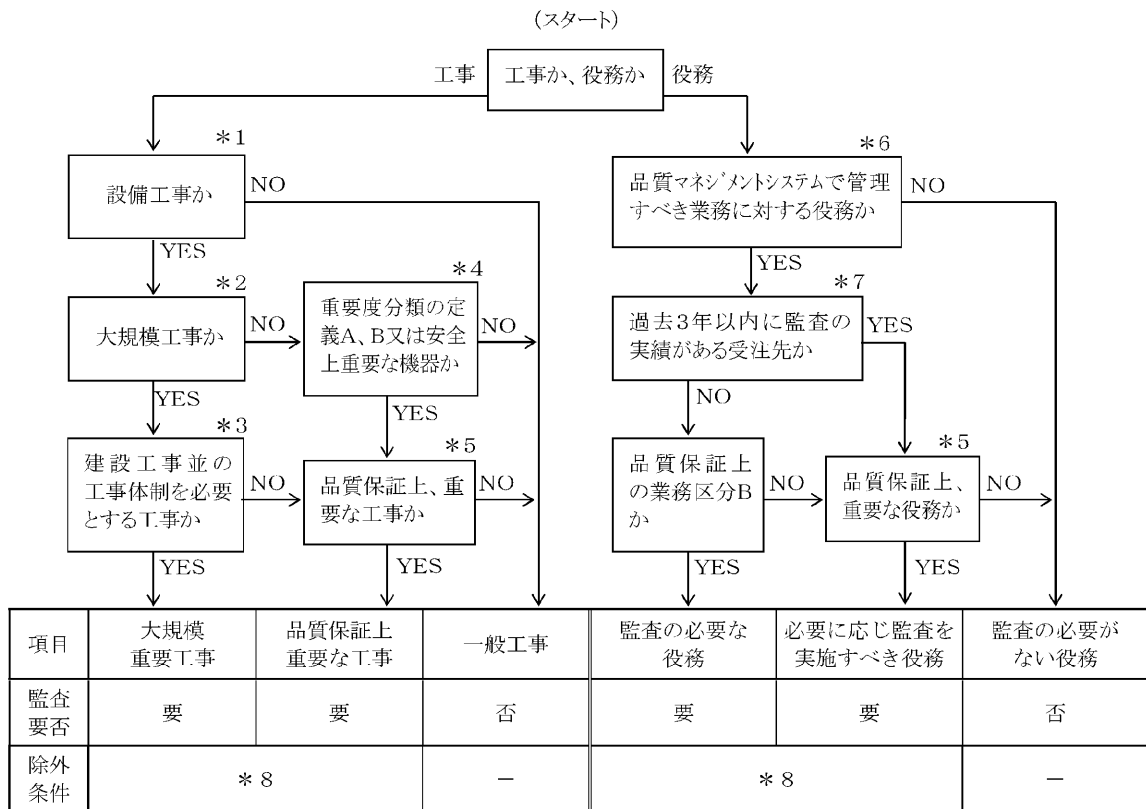 (スタート)
工事
工事か、役務か
役務
*1
設備工事か
NO
YES
*2
大規模工事か
NO
YES
*3
建設工事並の
工事体制を必要
とする工事か
NO
YES
*4
重要度分類の定
義A、B又は安全
上重要な機器か
NO
YES
*5
品質保証上、重
要な工事か
NO
YES
*6
品質マネジメントシステムで管理
すべき業務に対する役務か
NO
YES
*7
過去3年以内に監査の
実績がある受注先か
YES
NO
品質保証上
の業務区分B
か
NO
YES
*5
品質保証上、
重要な役務か
NO
YES
項目
大規模
重要工事
品質保証上
重要な工事
一般工事
監査の必要な
役務
必要に応じ監査を
実施すべき役務
監査の必要が
ない役務
監査
要否
要
要
否
要
要
否
除外
条件
*8
-
*8
-